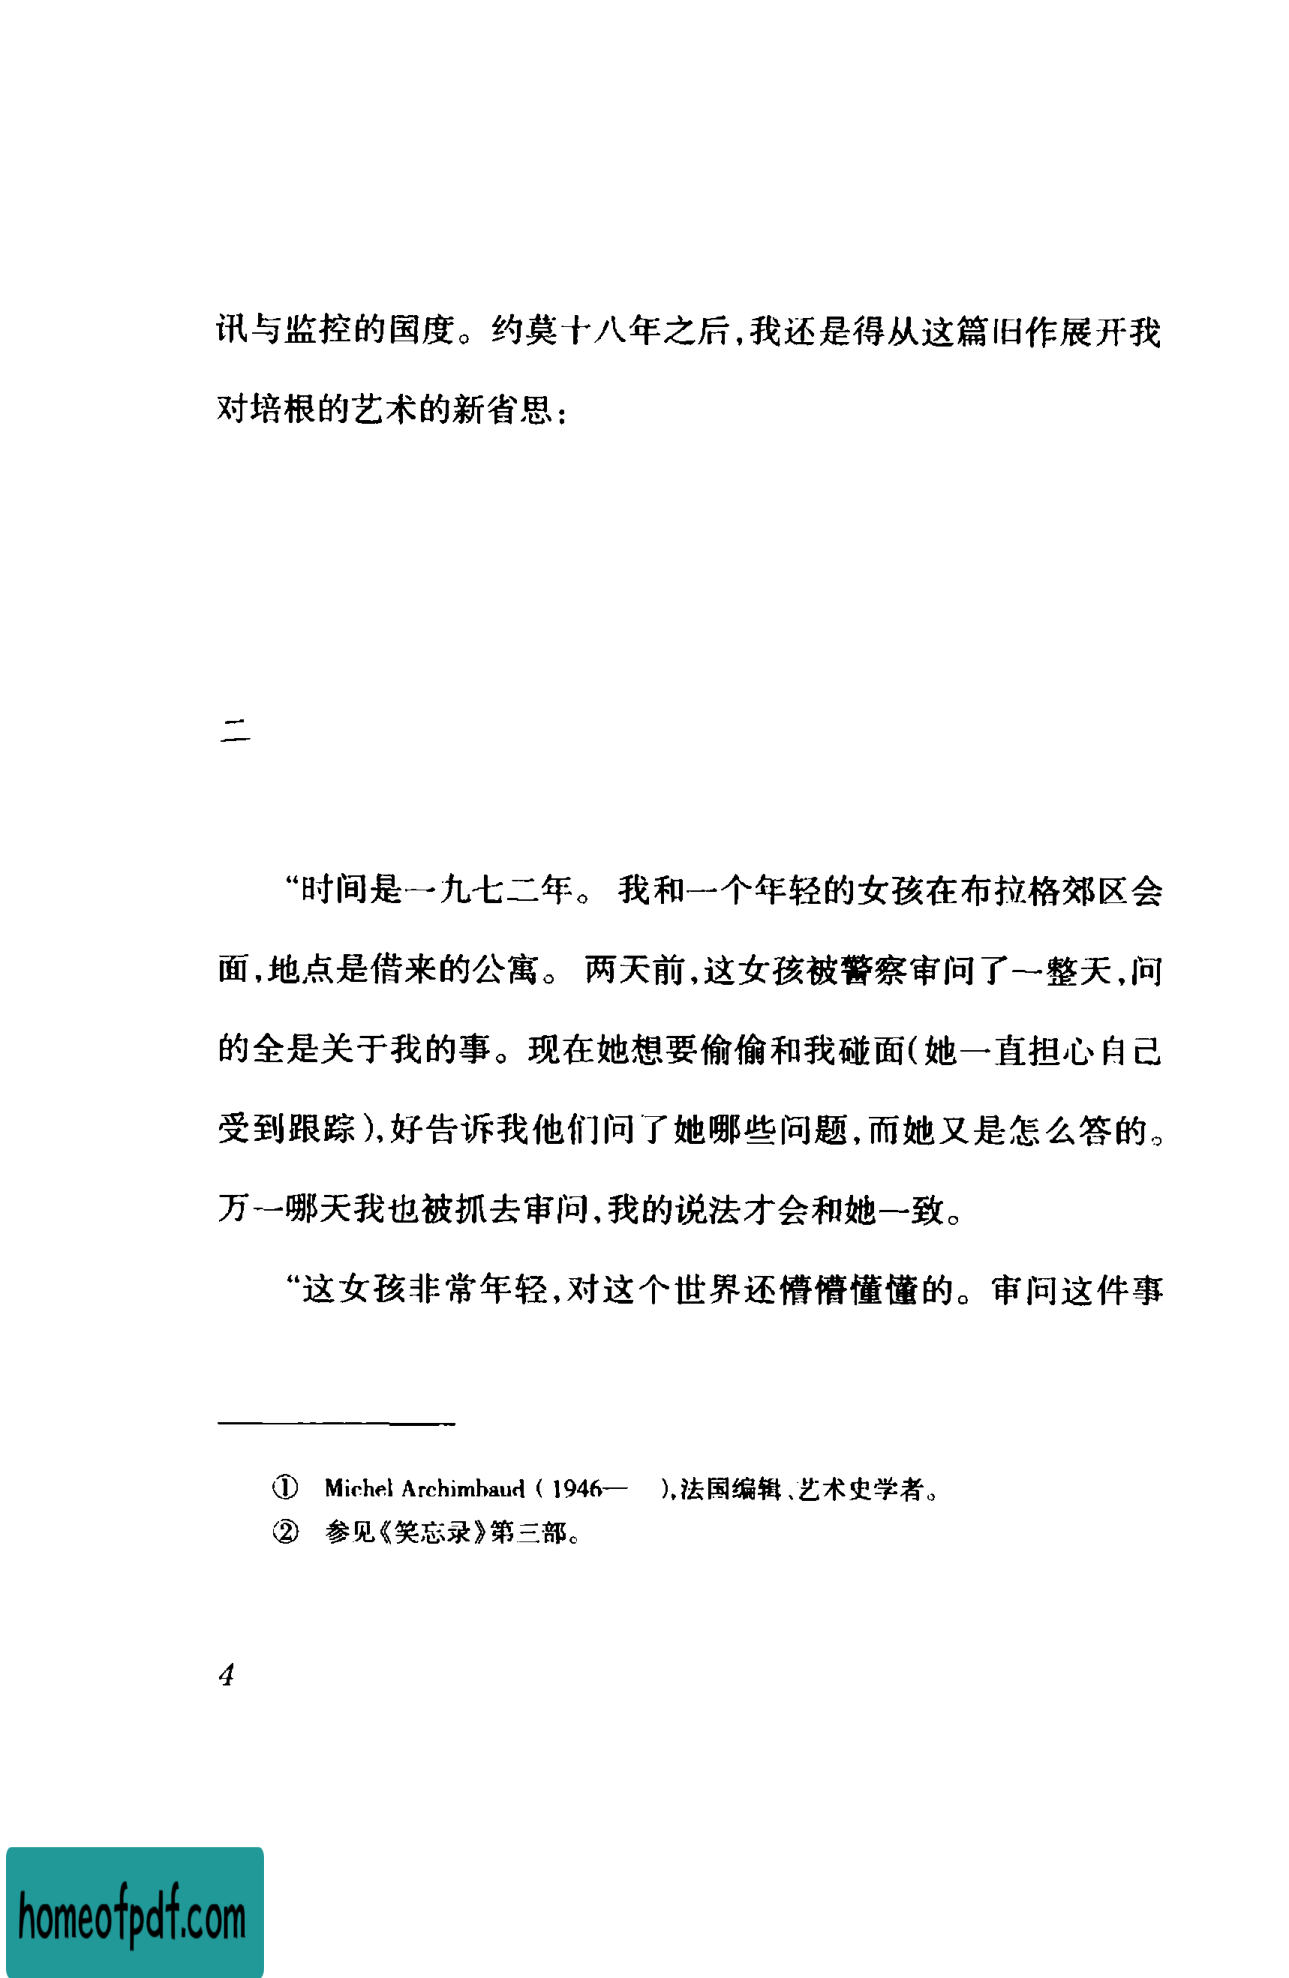 讯与监控的国度。约莫十八年之后,我还是得从这篇旧作展开我
对培根的艺术的新省思:
二
“时间是一九七二年。我和一个年轻的女孩在布拉格郊区会
面,地点是借来的公寓。两天前,这女孩被警察审问了一整天,问
的全是关于我的事。现在她想要偷偷和我碰面(她一直担心自己
受到跟踪),好告诉我他们问了她哪些问题,而她又是怎么答的。
万一哪天我也被抓去审问,我的说法才会和她一致。
“这女孩非常年轻,对这个世界还懵懵懂懂的。审问这件事
① Michel Archimbaud ( 1946— ),法国编辑、艺术史学者。
② 参见《笑忘录》第三部。
4
homeofpdf.com